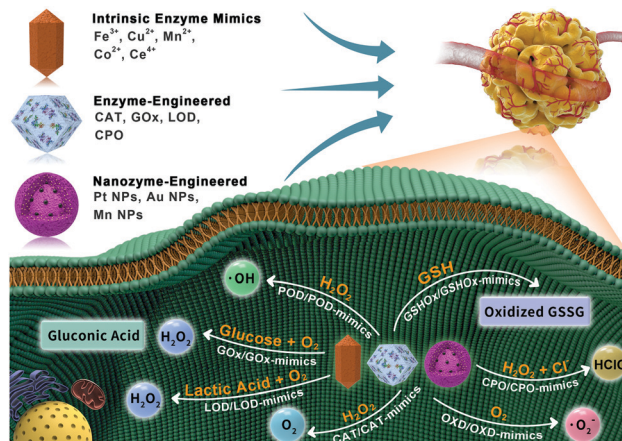 Intrinsic Enzyme Mimics
Fe³⁺, Cu²⁺, Mn²⁺,
Co²⁺, Ce⁴⁺
Enzyme-Engineered
CAT, GOx, LOD,
CPO
Nanozyme-Engineered
Pt NPs, Au NPs,
Mn NPs
·OH
H₂O₂
POD/POD-mimics
GSH
GSHOx/GSHOx-mimics
Oxidized GSSG
Gluconic Acid
H₂O₂
Glucose + O₂
GOx/GOx-mimics
H₂O₂ + Cl⁻
CPO/CPO-mimics
HClO
H₂O₂
Lactic Acid + O₂
LOD/LOD-mimics
O₂
H₂O₂
CAT/CAT-mimics
O₂
OXD/OXD-mimics
·O₂⁻